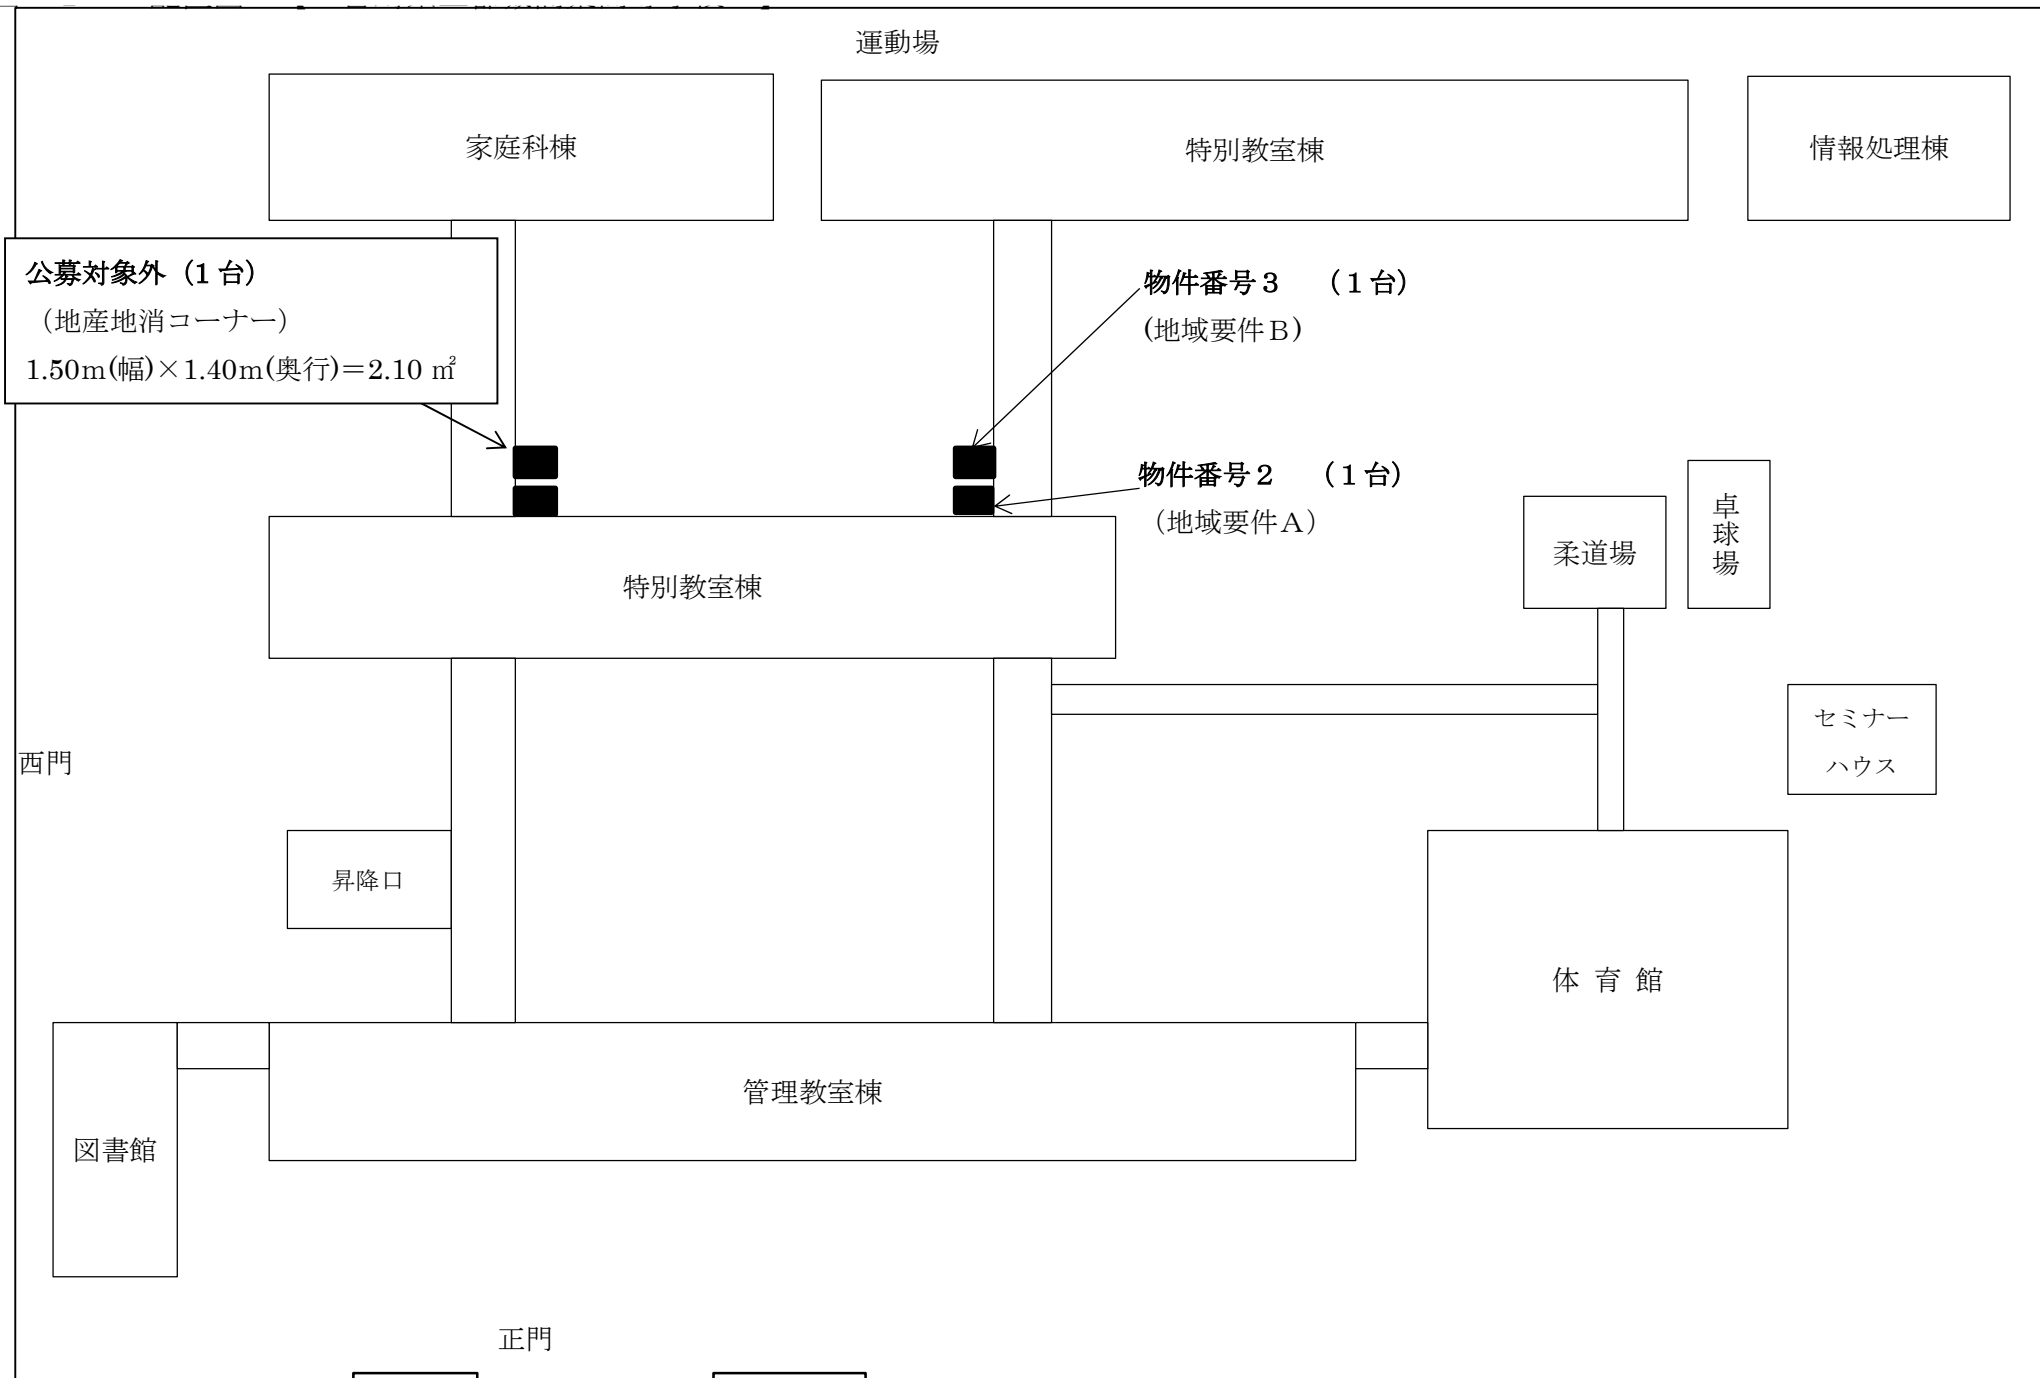 運動場
家庭科棟
特別教室棟
情報処理棟
公募対象外（1 台）
（地産地消コーナー）
1.50m(幅)×1.40m(奥行)＝2.10 ㎡
物件番号３　（１台）
(地域要件Ｂ)
物件番号２　（１台）
（地域要件Ａ）
特別教室棟
柔道場
卓球場
セミナー
ハウス
西門
昇降口
体 育 館
管理教室棟
図書館
正門